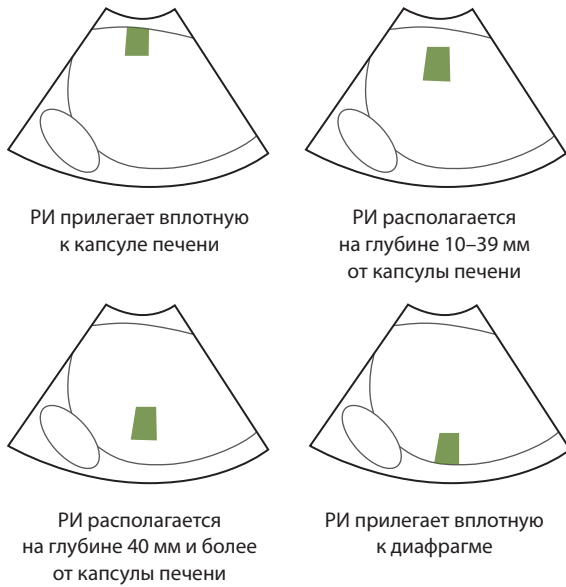 РИ прилегает вплотную
к капсуле печени
РИ располагается
на глубине 10–39 мм
от капсулы печени
РИ располагается
на глубине 40 мм и более
от капсулы печени
РИ прилегает вплотную
к диафрагме